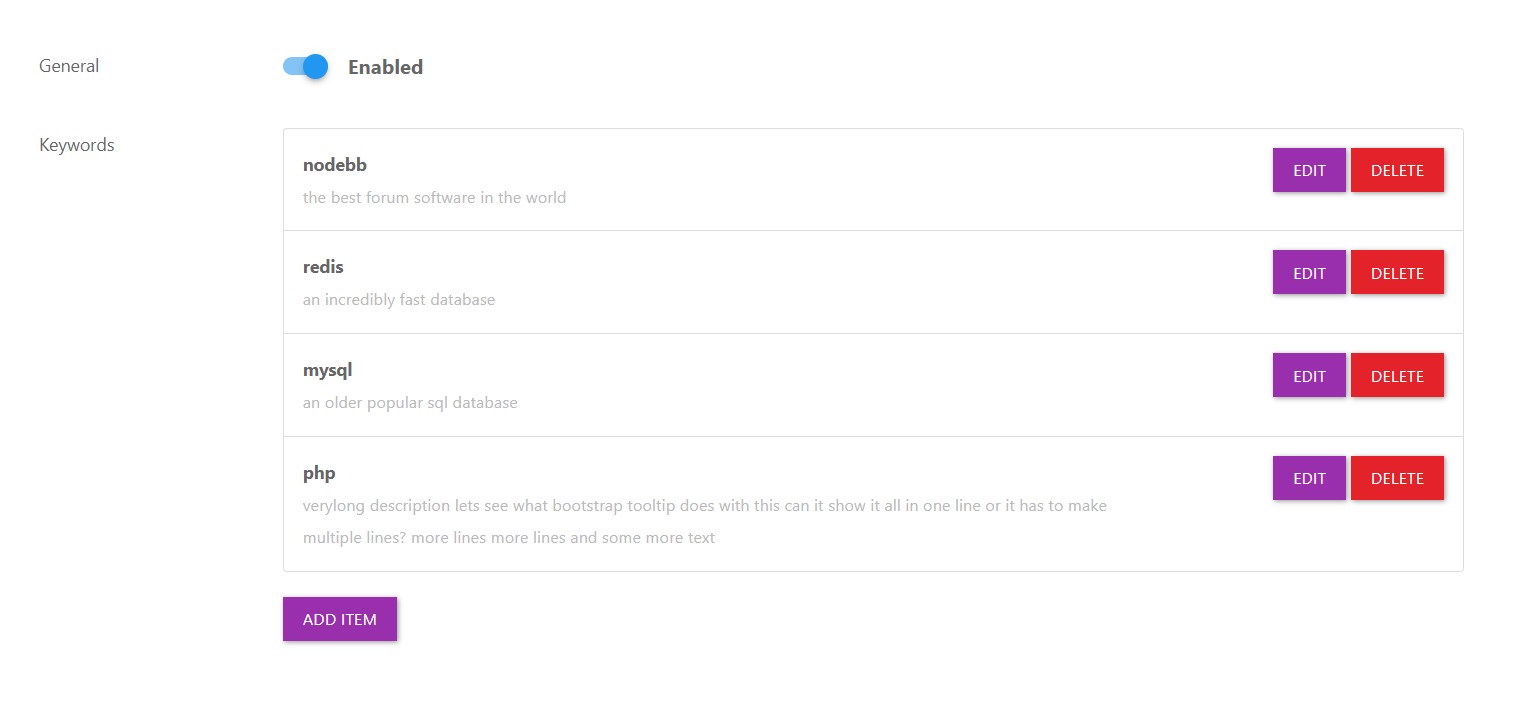 General
Enabled
Keywords
nodebb
the best forum software in the world
EDIT DELETE
redis
an incredibly fast database
EDIT DELETE
mysql
an older popular sql database
EDIT DELETE
php
verylong description lets see what bootstrap tooltip does with this can it show it all in one line or it has to make
multiple lines? more lines more lines and some more text
EDIT DELETE
ADD ITEM